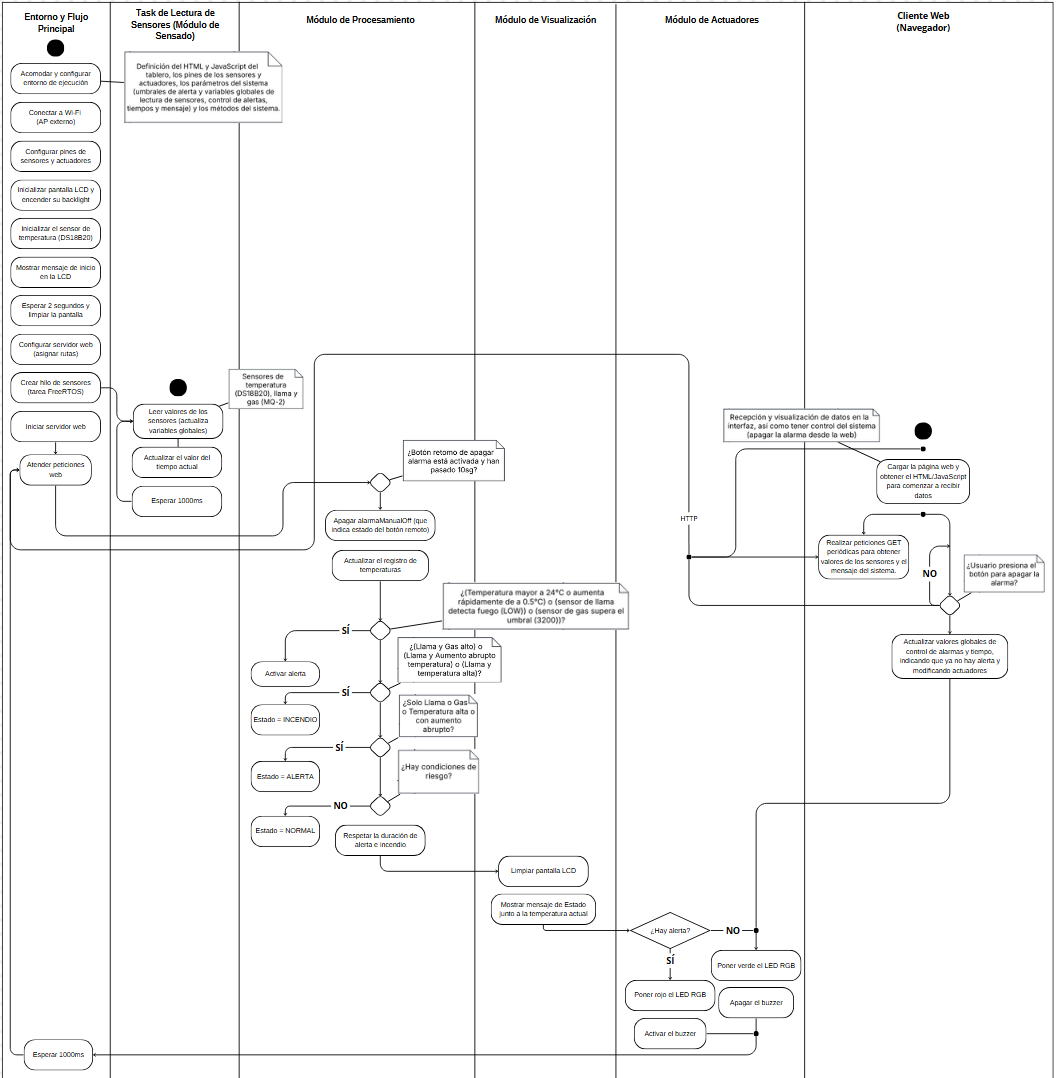 Entorno y Flujo
Principal
Task de Lectura de
Sensores (Módulo de
Sensado)
Módulo de Procesamiento
Módulo de Visualización
Módulo de Actuadores
Cliente Web
(Navegador)
Acomodar y configurar
entorno de ejecución
Definición del HTML y JavaScript del
tablero, los pines de los sensores y
actuadores, los parámetros del sistema
(umbrales de alerta y variables globales de
lectura de sensores, control de alertas,
tiempos y mensaje) y los métodos del sistema.
Conectar a Wi-Fi
(AP externo)
Configurar pines de
sensores y actuadores
Inicializar pantalla LCD y
encender su backlight
Inicializar el sensor de
temperatura (DS18B20)
Mostrar mensaje de inicio
en la LCD
Esperar 2 segundos y
limpiar la pantalla
Configurar servidor web
(asignar rutas)
Crear hilo de sensores
(tarea FreeRTOS)
Iniciar servidor web
Atender peticiones
web
Sensores de
temperatura
(DS18B20), llama y
gas (MQ-2)
Leer valores de los
sensores (actualiza
variables globales)
Actualizar el valor del
tiempo actual
Esperar 1000ms
¿Botón retorno de apagar
alarma está activada y han
pasado 10sg?
Apagar alarmaManualOff (que
indica estado del botón remoto)
Actualizar el registro de
temperaturas
¿(Temperatura mayor a 24°C o aumenta
rápidamente de a 0.5°C) o (sensor de llama
detecta fuego (LOW)) o (sensor de gas supera el
umbral (3200))?
SÍ
Activar alerta
¿(Llama y Gas alto) o
(Llama y Aumento abrupto
temperatura) o (Llama y
temperatura alta)?
SÍ
Estado = INCENDIO
¿Solo Llama o Gas
o Temperatura alta o
con aumento
abrupto?
SÍ
Estado = ALERTA
¿Hay condiciones de
riesgo?
NO
Estado = NORMAL
Respetar la duración de
alerta e incendio
Limpiar pantalla LCD
Mostrar mensaje de Estado
junto a la temperatura actual
¿Hay alerta?
NO
SÍ
Poner verde el LED RGB
Poner rojo el LED RGB
Apagar el buzzer
Activar el buzzer
Recepción y visualización de datos en la
interfaz, así como tener control del sistema
(apagar la alarma desde la web)
Cargar la página web y
obtener el HTML/JavaScript
para comenzar a recibir
datos
HTTP
Realizar peticiones GET
periódicas para obtener
valores de los sensores y el
mensaje del sistema.
NO
¿Usuario presiona el
botón para apagar la
alarma?
Actualizar valores globales de
control de alarmas y tiempo,
indicando que ya no hay alerta y
modificando actuadores
Esperar 1000ms